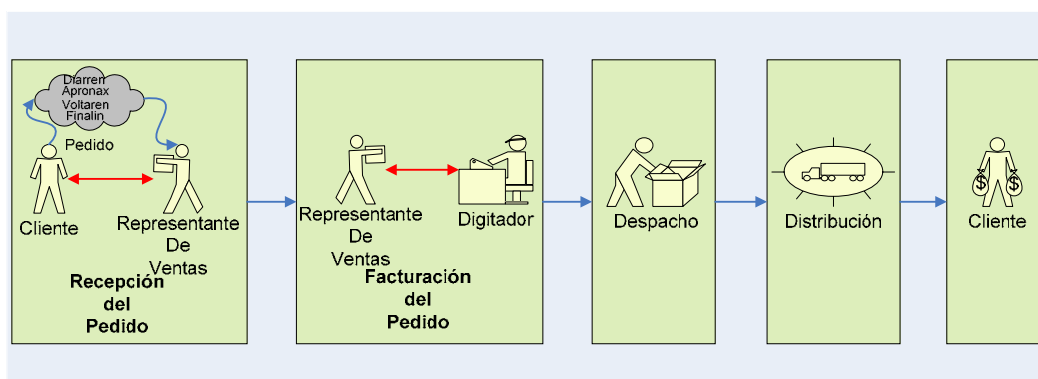 Diarren
Apronax
Voltaren
Finalin
Pedido
Cliente
Representante
De
Ventas
Recepción
del
Pedido
Representante
De
Ventas
Digitador
Facturación
del
Pedido
Despacho
Distribución
Cliente
$ $